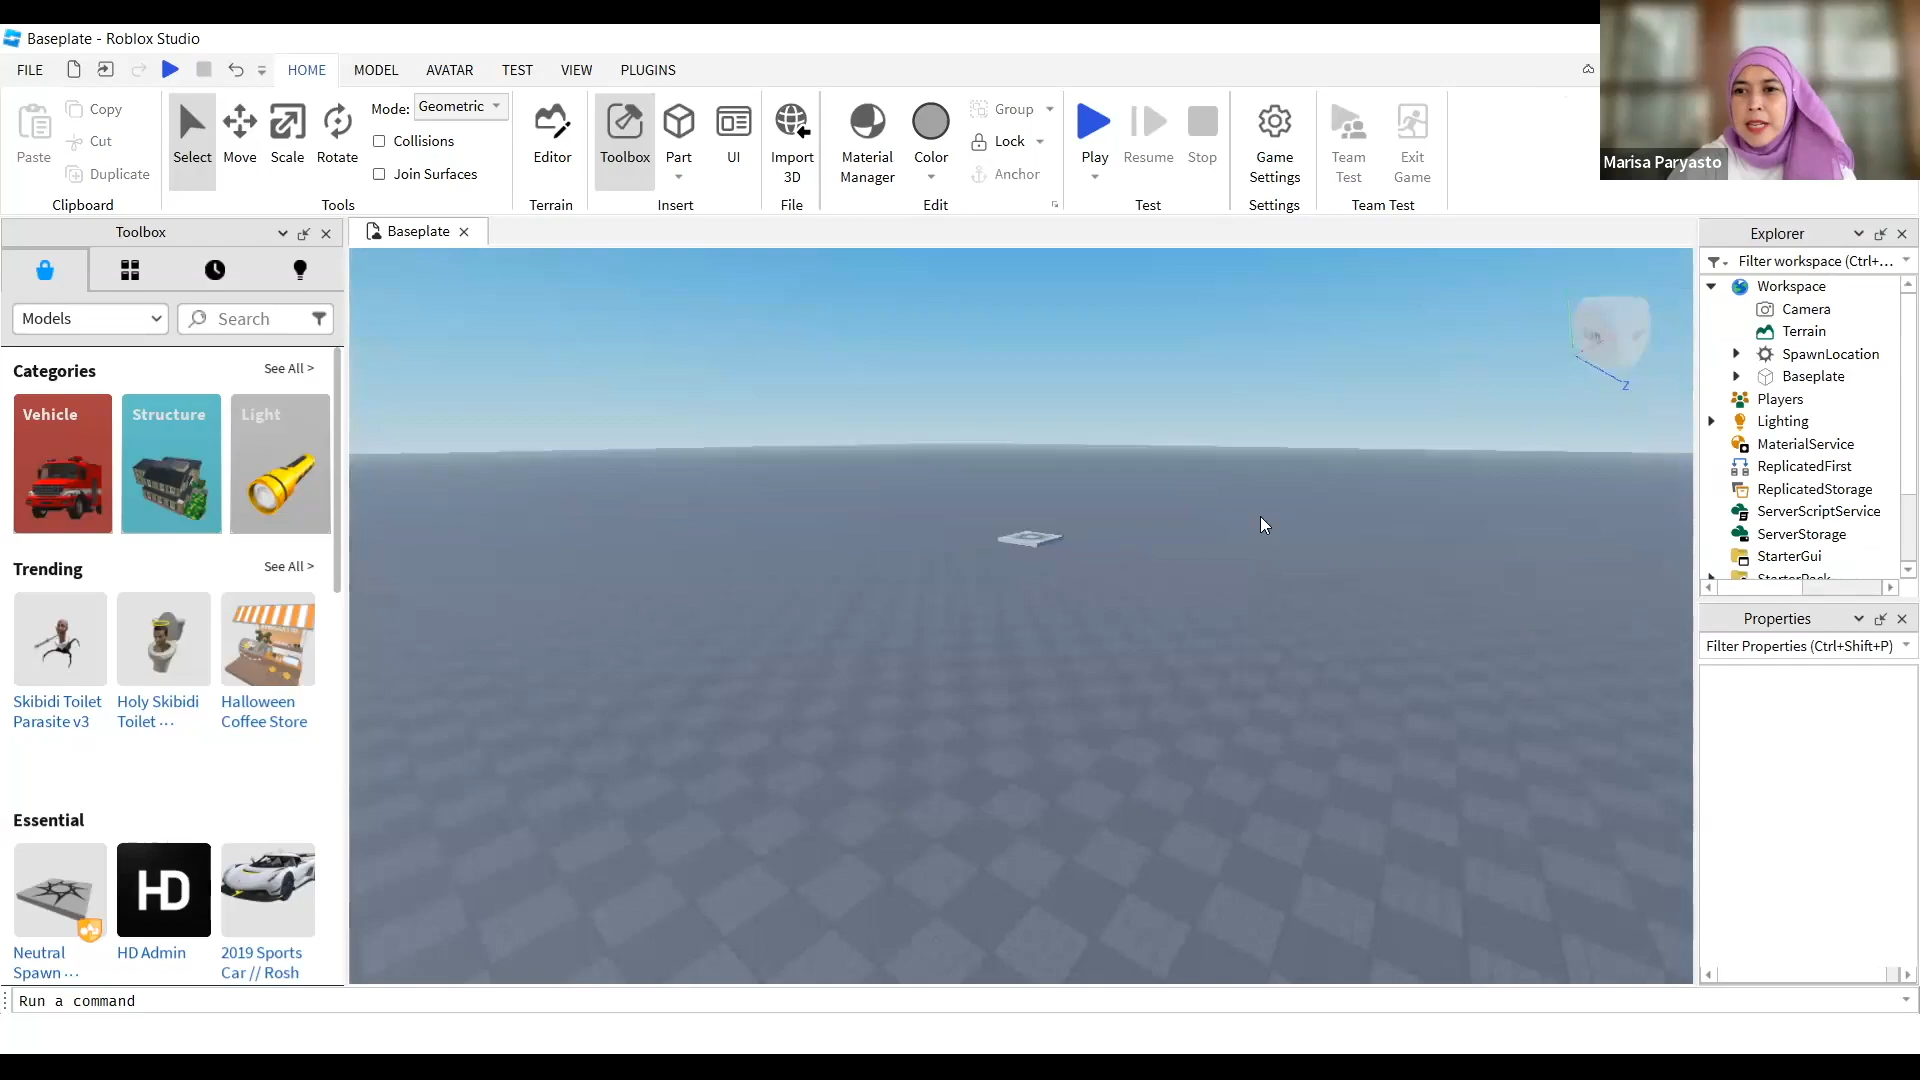 Baseplate - Roblox Studio
FILE HOME MODEL AVATAR TEST VIEW PLUGINS
Paste
Copy
Cut
Duplicate
Clipboard
Select Move Scale Rotate
Mode: Geometric
Collisions
Join Surfaces
Tools
Editor
Terrain
Toolbox Part UI
Insert
Import
3D
File
Material
Manager
Color
Group
Lock
Anchor
Edit
Play Resume Stop
Test
Game
Settings
Settings
Team
Test
Exit
Game
Team Test
Marisa Paryasto
Toolbox
Models
Search
Categories See All >
Vehicle Structure Light
Trending See All >
Skibidi Toilet
Parasite v3
Holy Skibidi
Toilet ...
Halloween
Coffee Store
Essential
HD
Neutral
Spawn ...
HD Admin
2019 Sports
Car // Rosh
Baseplate
Z
Explorer
Filter workspace (Ctrl+...
Workspace
Camera
Terrain
SpawnLocation
Baseplate
Players
Lighting
MaterialService
ReplicatedFirst
ReplicatedStorage
ServerScriptService
ServerStorage
StarterGui
StarterPack
Properties
Filter Properties (Ctrl+Shift+P)
Run a command